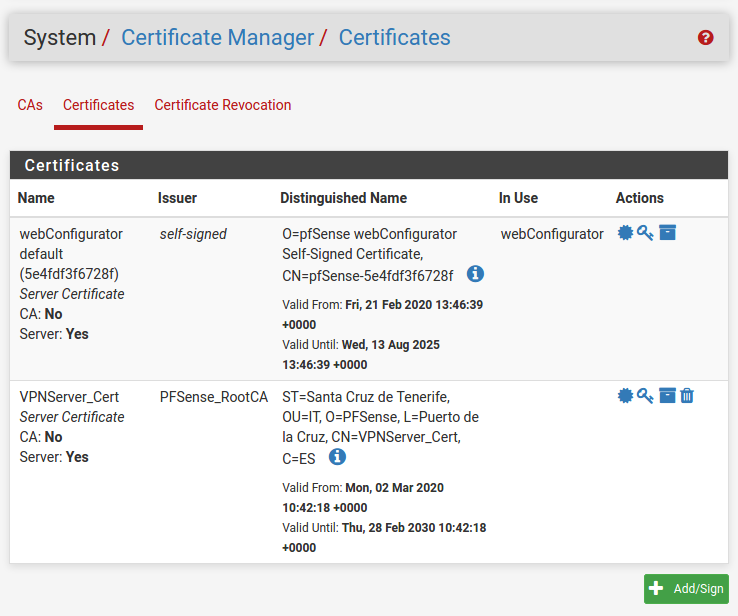 System / Certificate Manager / Certificates
CAs Certificates Certificate Revocation
Certificates
Name Issuer Distinguished Name In Use Actions
webConfigurator default (5e4fdf3f6728f)
Server Certificate
CA: No
Server: Yes
self-signed
O=pfSense webConfigurator
Self-Signed Certificate,
CN=pfSense-5e4fdf3f6728f
Valid From: Fri, 21 Feb 2020 13:46:39
+0000
Valid Until: Wed, 13 Aug 2025
13:46:39 +0000
webConfigurator
VPNServer_Cert
Server Certificate
CA: No
Server: Yes
PFSense_RootCA
ST=Santa Cruz de Tenerife,
OU=IT, O=PFSense, L=Puerto de
la Cruz, CN=VPNServer_Cert,
C=ES
Valid From: Mon, 02 Mar 2020
10:42:18 +0000
Valid Until: Thu, 28 Feb 2030 10:42:18
+0000
Add/Sign